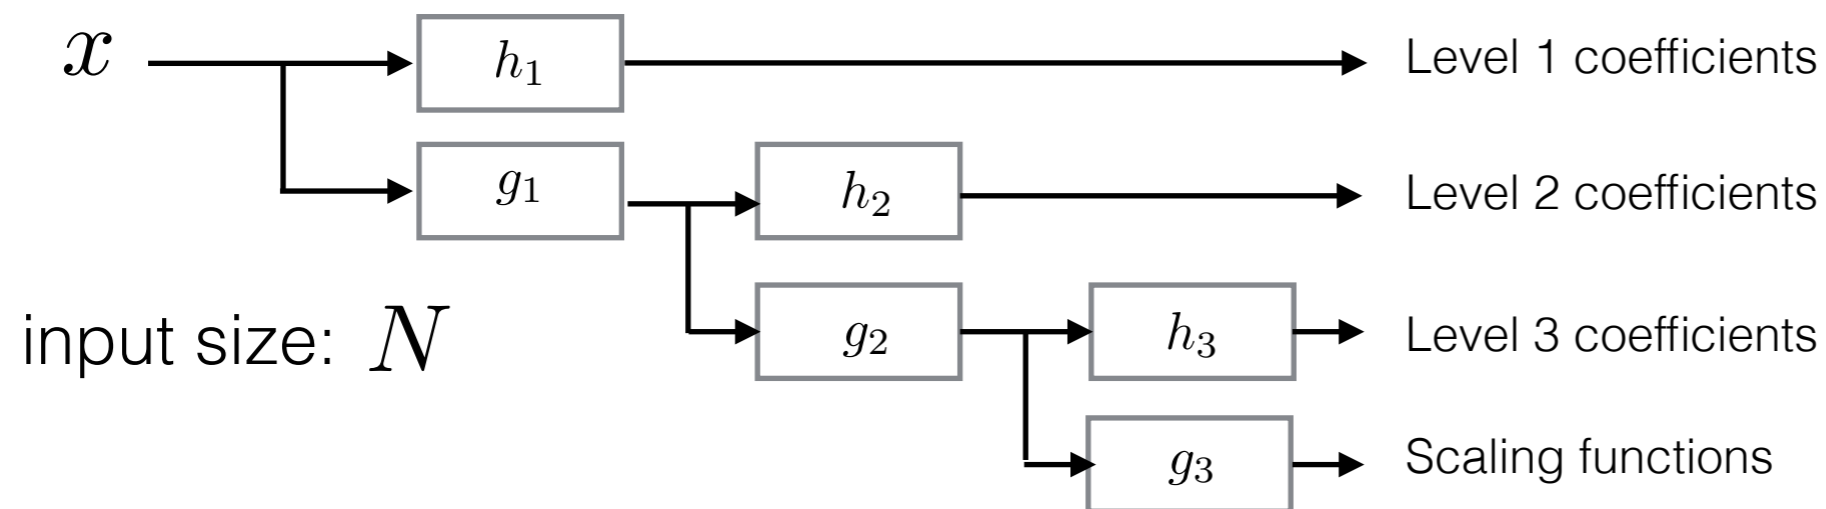 x
h₁
Level 1 coefficients
g₁
h₂
Level 2 coefficients
input size: N
g₂
h₃
Level 3 coefficients
g₃
Scaling functions